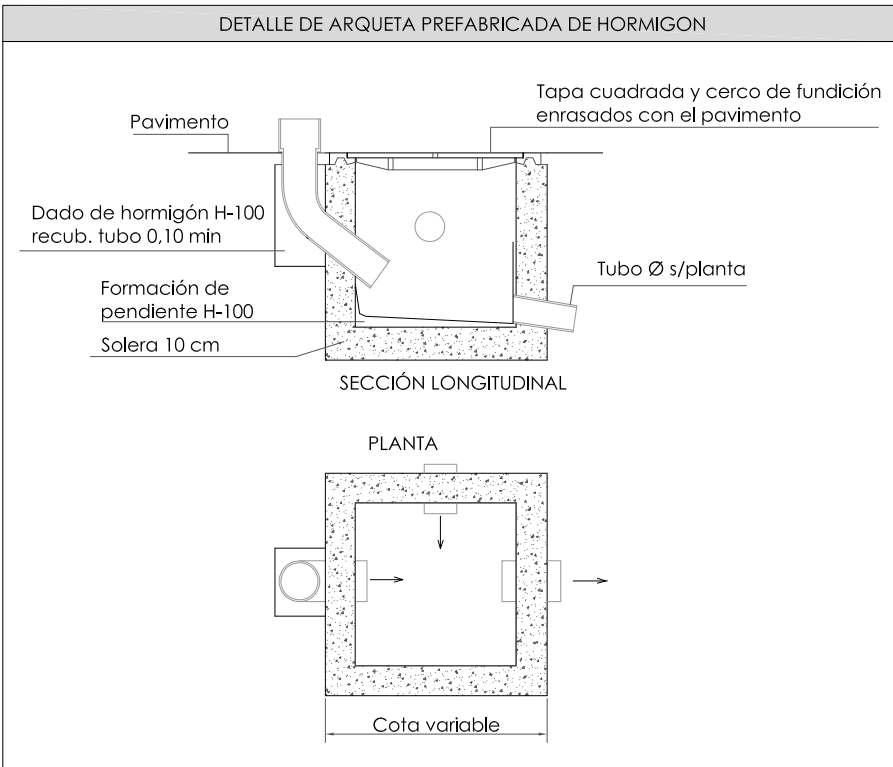 DETALLE DE ARQUETA PREFABRICADA DE HORMIGON
Tapa cuadrada y cerco de fundición
enrasados con el pavimento
Pavimento
Dado de hormigón H-100
recub. tubo 0,10 min
Tubo Ø s/planta
Formación de
pendiente H-100
Solera 10 cm
SECCIÓN LONGITUDINAL
PLANTA
Cota variable